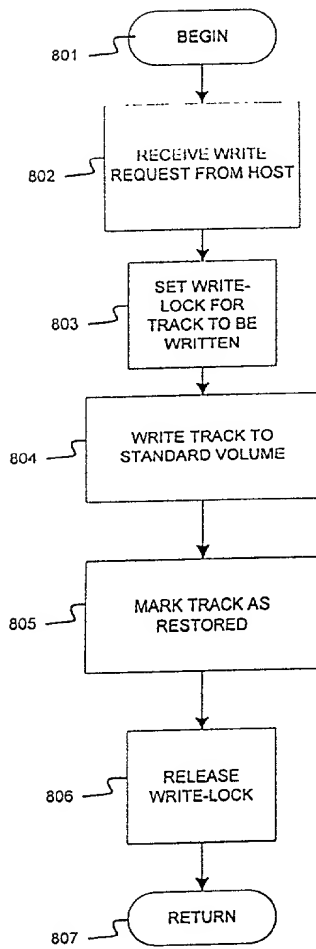 801
BEGIN
802
RECEIVE WRITE
REQUEST FROM HOST
803
SET WRITE-
LOCK FOR
TRACK TO BE
WRITTEN
804
WRITE TRACK TO
STANDARD VOLUME
805
MARK TRACK AS
RESTORED
806
RELEASE
WRITE-LOCK
807
RETURN